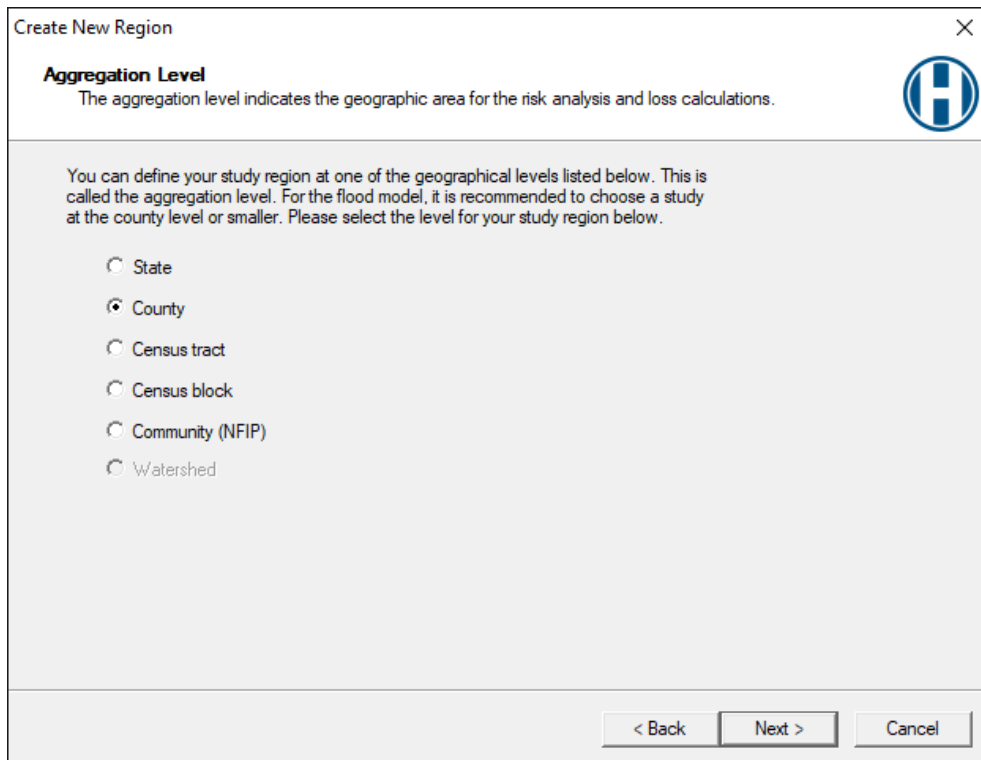 Create New Region
Aggregation Level
The aggregation level indicates the geographic area for the risk analysis and loss calculations.
You can define your study region at one of the geographical levels listed below. This is
called the aggregation level. For the flood model, it is recommended to choose a study
at the county level or smaller. Please select the level for your study region below.
State
County
Census tract
Census block
Community (NFIP)
Watershed
< Back
Next >
Cancel